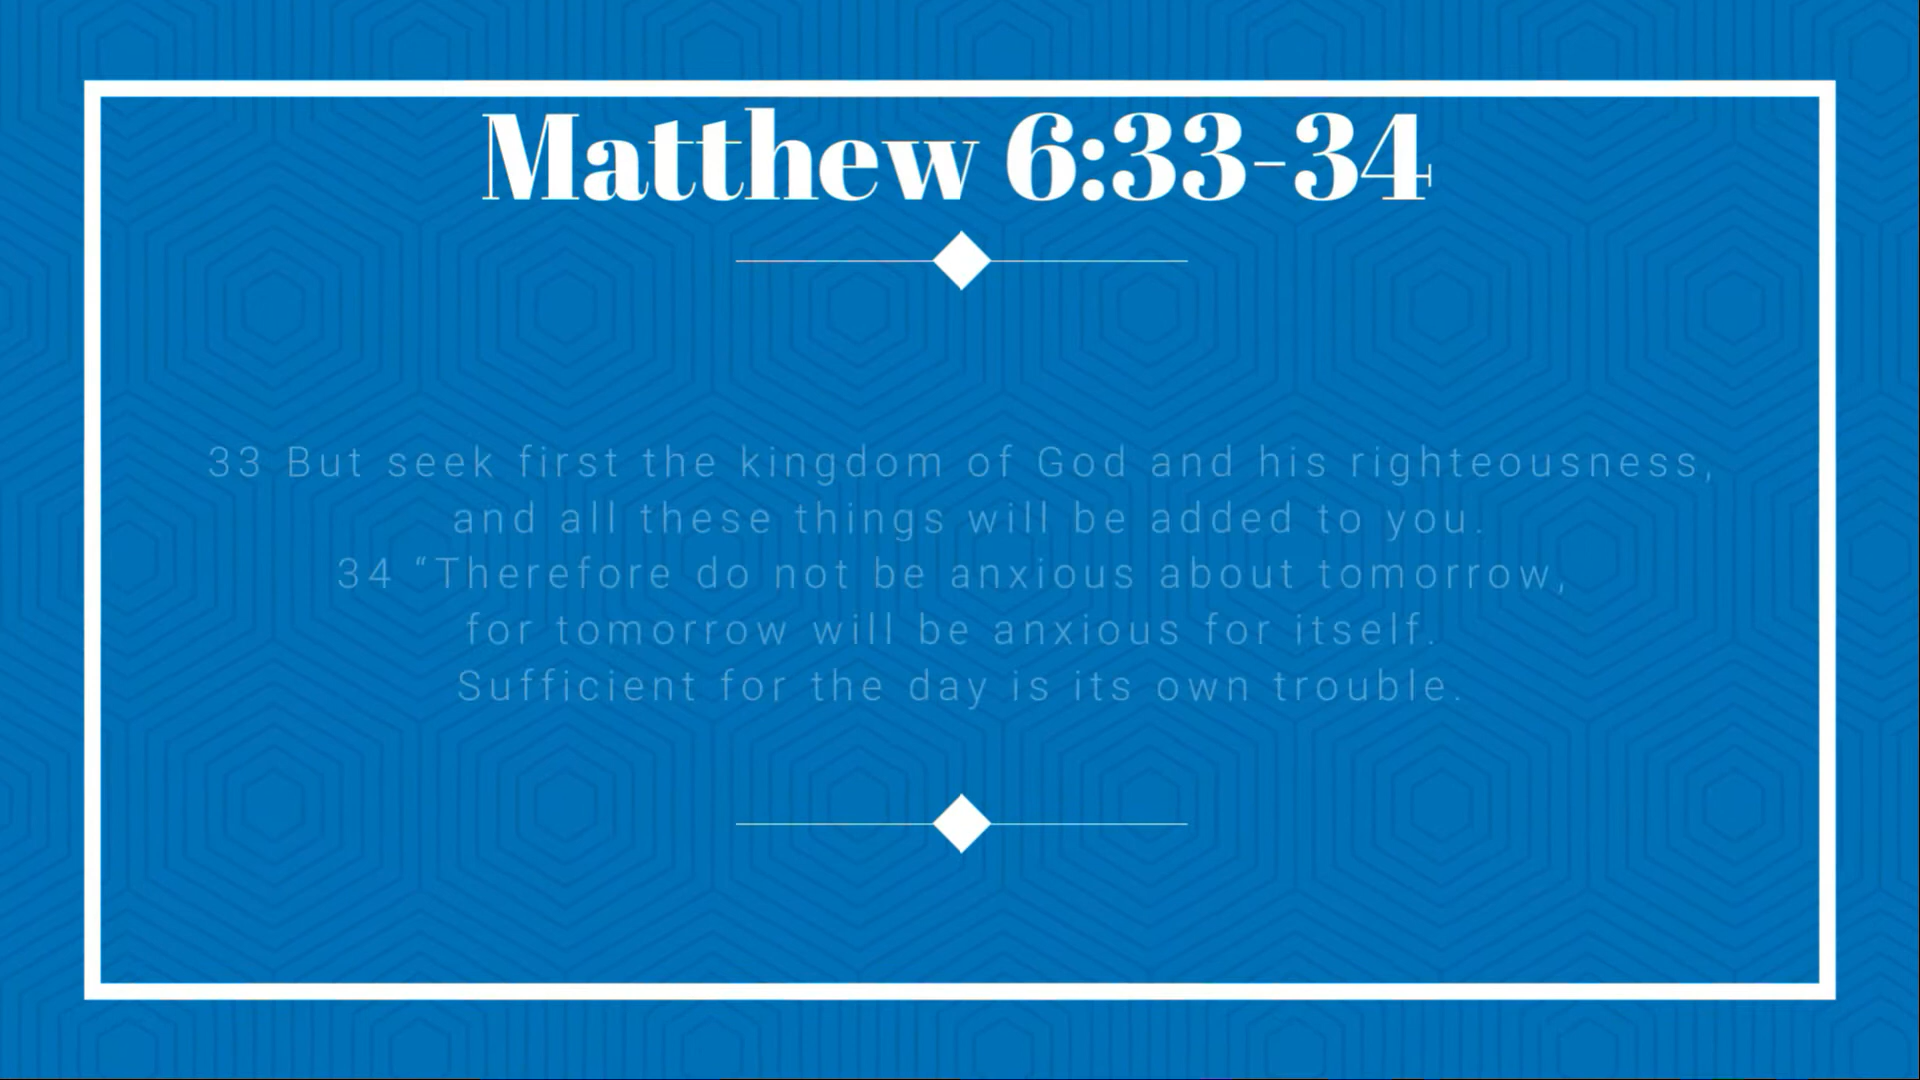 Matthew 6:33-34
33 But seek first the kingdom of God and his righteousness,
and all these things will be added to you.
34 “Therefore do not be anxious about tomorrow,
for tomorrow will be anxious for itself.
Sufficient for the day is its own trouble.